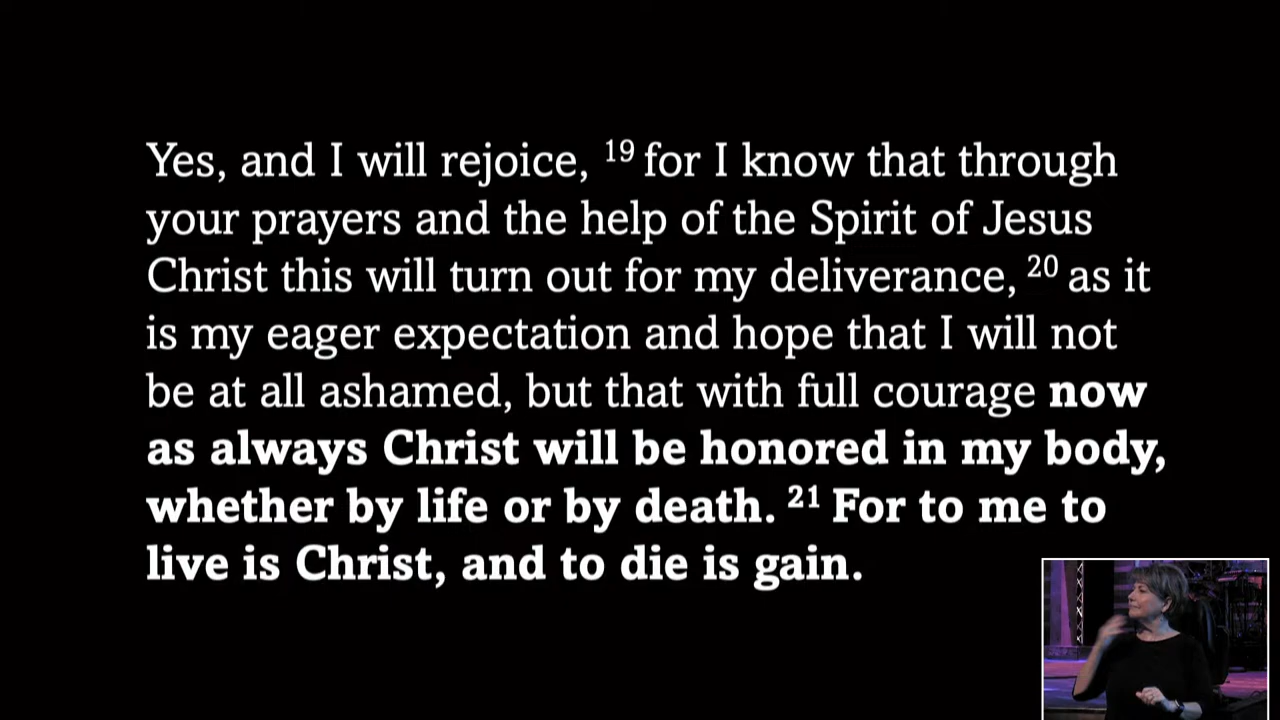 Yes, and I will rejoice, 19 for I know that through
your prayers and the help of the Spirit of Jesus
Christ this will turn out for my deliverance, 20 as it
is my eager expectation and hope that I will not
be at all ashamed, but that with full courage now
as always Christ will be honored in my body,
whether by life or by death. 21 For to me to
live is Christ, and to die is gain.